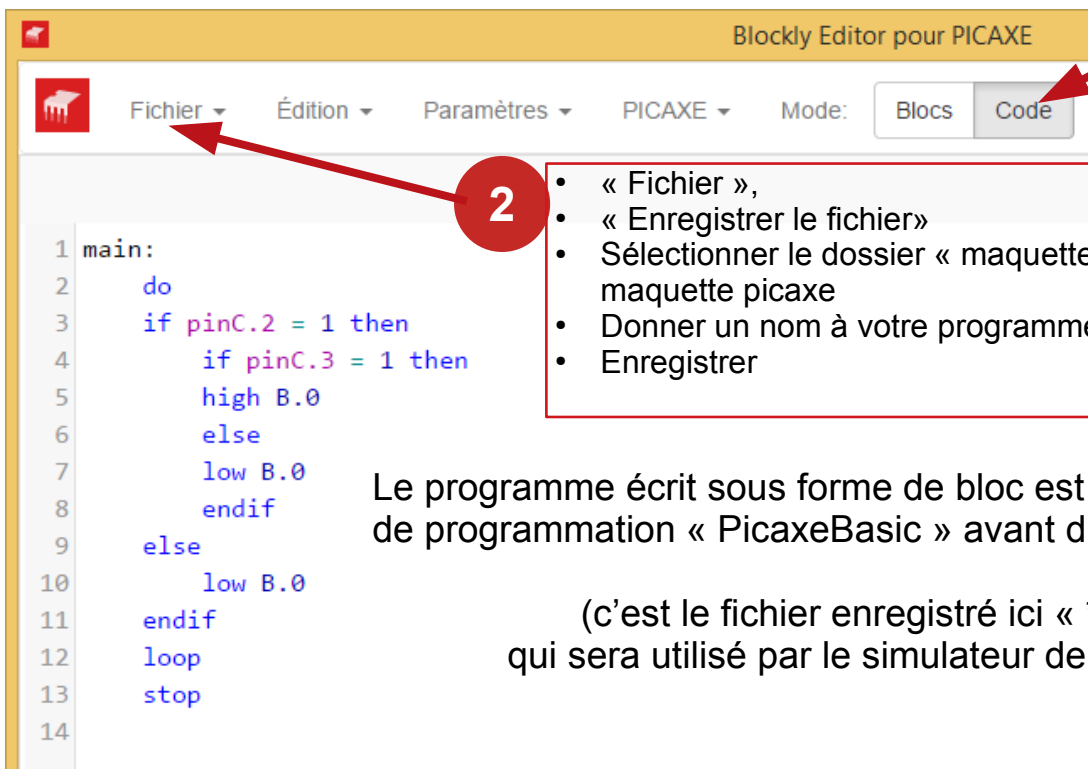 Blockly Editor pour PICAXE
Fichier Édition Paramètres PICAXE Mode: Blocs Code
2
• « Fichier »,
• « Enregistrer le fichier»
• Sélectionner le dossier « maquette
maquette picaxe
• Donner un nom à votre programme
• Enregistrer
1 main:
2 do
3 if pinC.2 = 1 then
4 if pinC.3 = 1 then
5 high B.0
6 else
7 low B.0
8 endif
9 else
10 low B.0
11 endif
12 loop
13 stop
14
Le programme écrit sous forme de bloc est
de programmation « PicaxeBasic » avant d
(c’est le fichier enregistré ici «
qui sera utilisé par le simulateur de